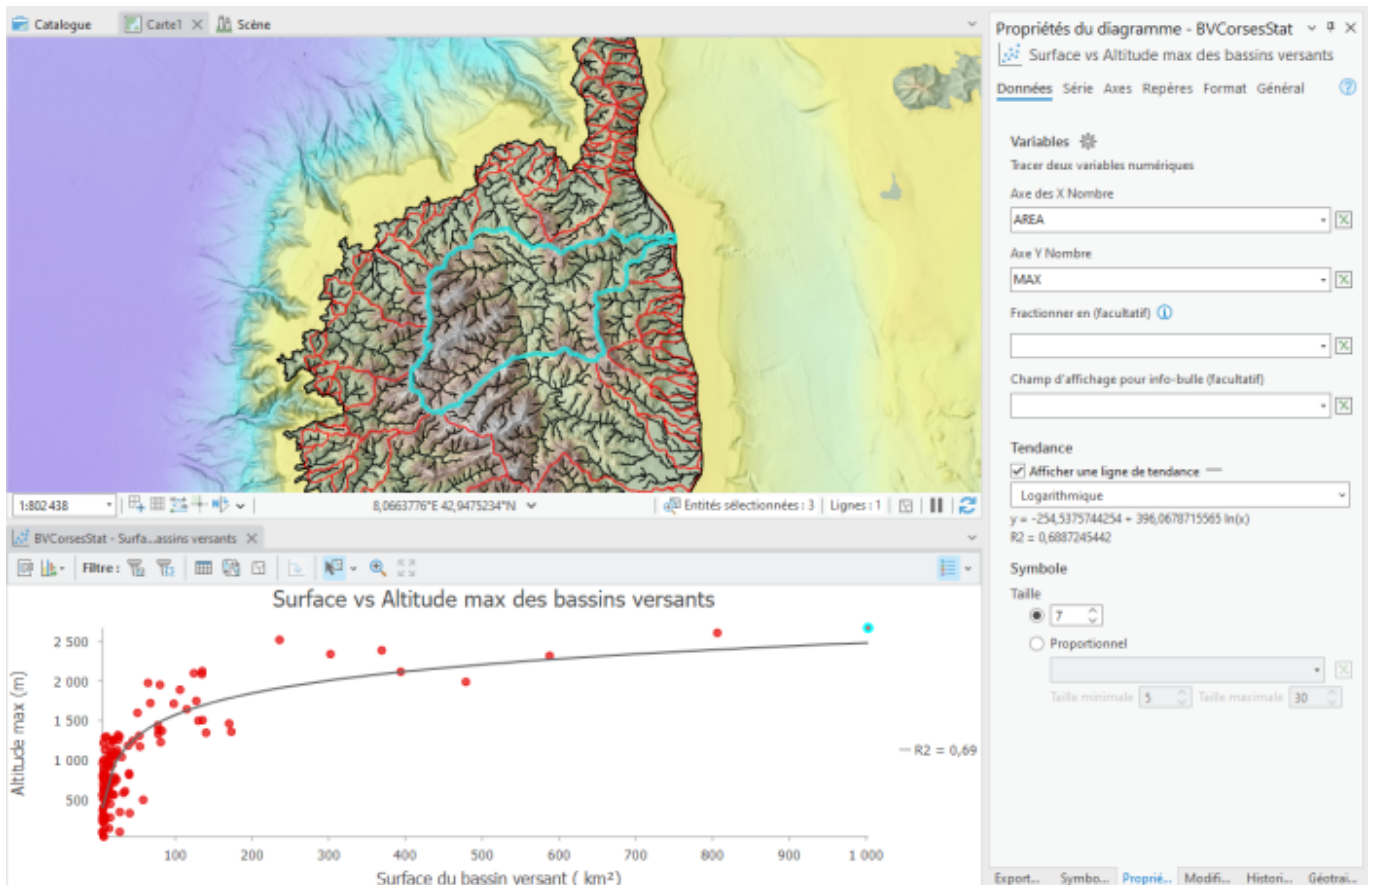 Catalogue
Carte1
Scène
1:802 438
8,0663776°E 42,9475234°N
Entités sélectionnées : 3
Lignes : 1
BVCorsesStat - Surfa...assins versants
Filtre :
Surface vs Altitude max des bassins versants
Altitude max (m)
2 500
2 000
1 500
1 000
500
100 200 300 400 500 600 700 800 900 1 000
Surface du bassin versant ( km²)
R2 = 0,69
Propriétés du diagramme - BVCorsesStat
Surface vs Altitude max des bassins versants
Données Série Axes Repères Format Général
Variables
Tracer deux variables numériques
Axe des X Nombre
AREA
Axe Y Nombre
MAX
Fractionner en (facultatif)
Champ d'affichage pour info-bulle (facultatif)
Tendance
Afficher une ligne de tendance
Logarithmique
y = -254,5375744254 + 396,0678715565 ln(x)
R2 = 0,6887245442
Symbole
Taille
7
Proportionnel
Taille minimale 5 Taille maximale 30
Export... Symbo... Proprié... Modifi... Histori... Géotrai...